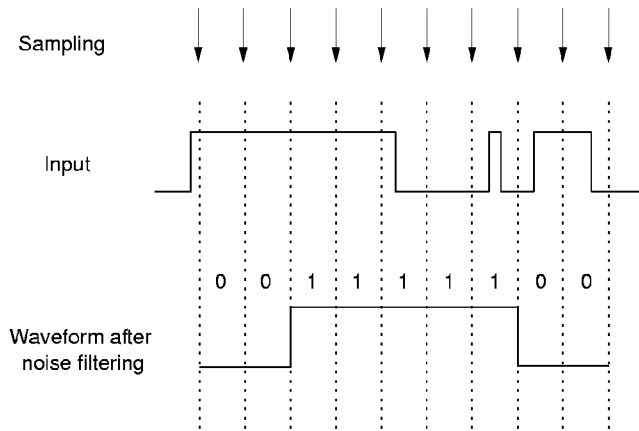 Sampling
Input
0 0 1 1 1 1 1 0 0
Waveform after
noise filtering